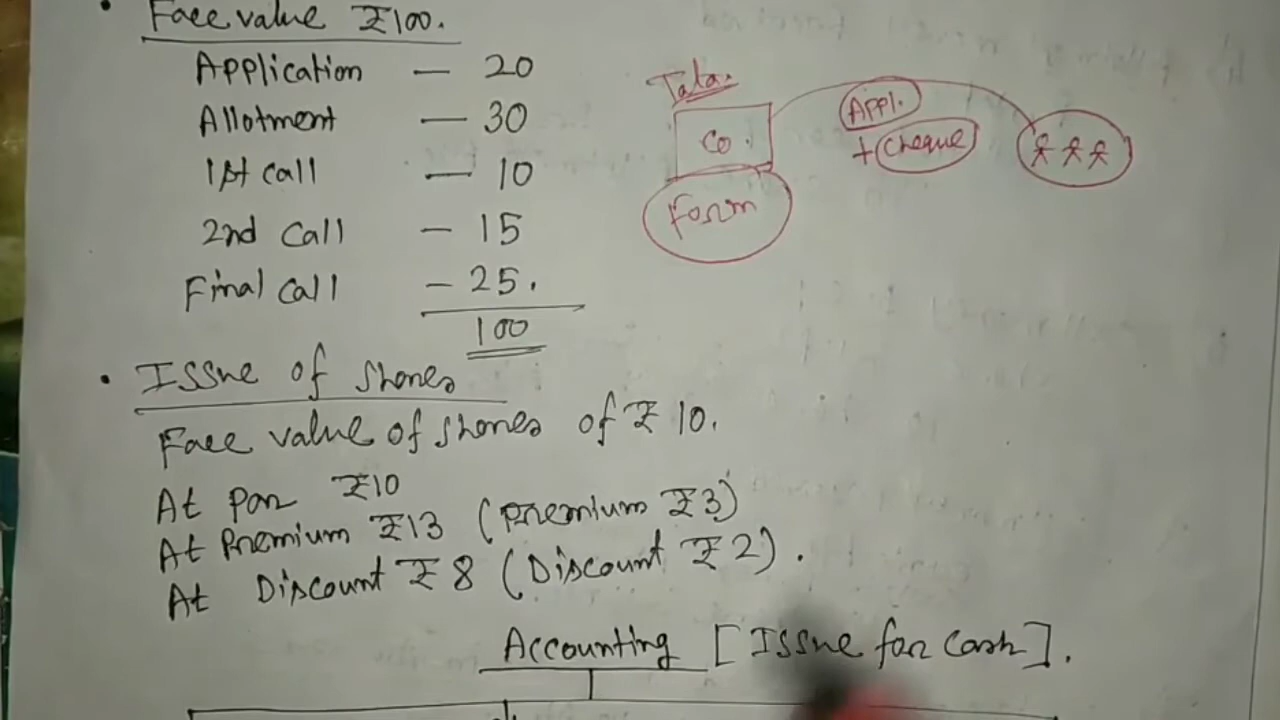 • Face value ₹100.
Application — 20
Allotment — 30
1st call — 10
2nd call — 15
Final call — 25.
100
Tata.
Co.
Form
Appl.
+ Cheque
• Issue of shares
Face value of shares of ₹ 10.
At par ₹10
At Premium ₹13 (Premium ₹3)
At Discount ₹ 8 (Discount ₹2).
Accounting [Issue for cash].